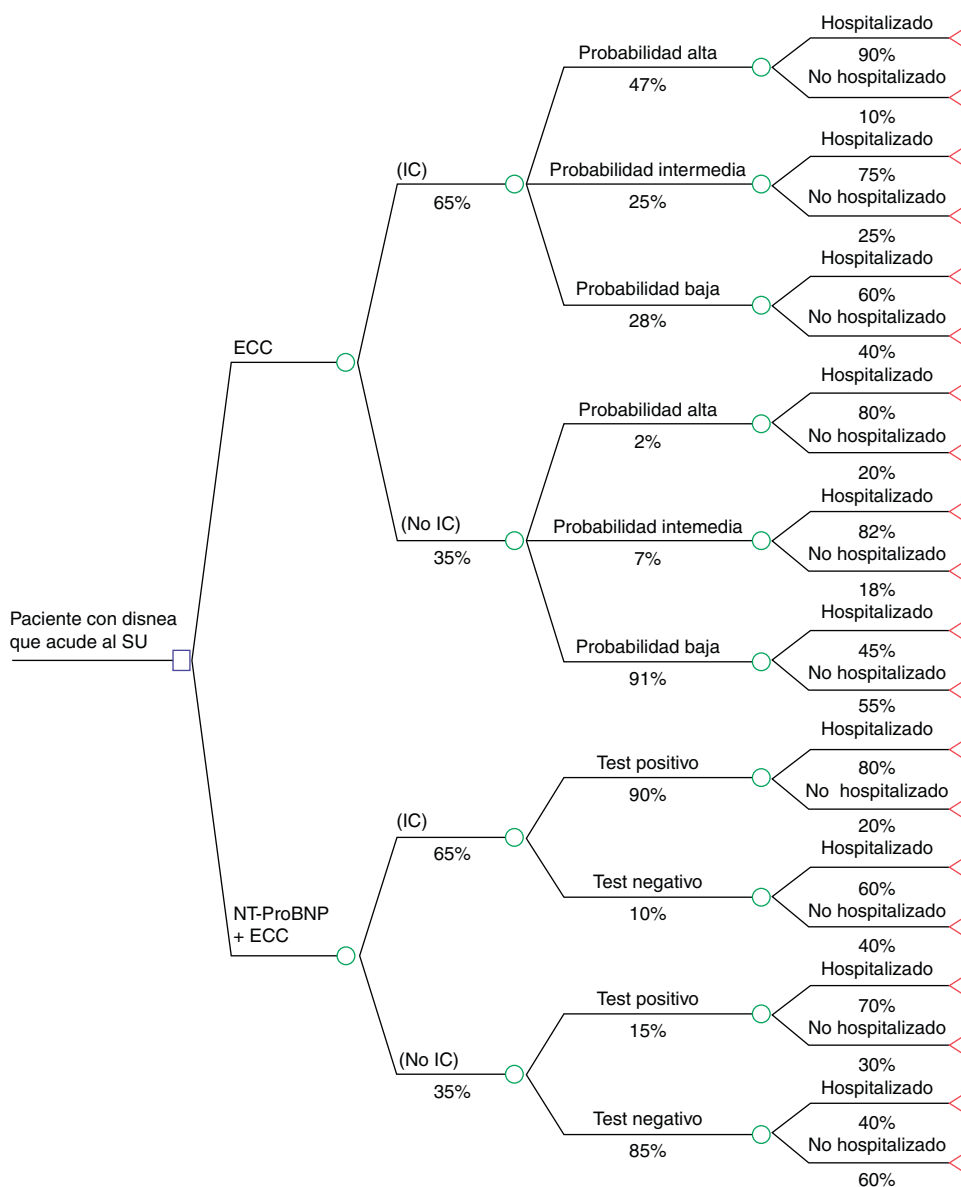 Paciente con disnea
que acude al SU
ECC
(IC)
65%
Probabilidad alta
47%
Hospitalizado
90%
No hospitalizado
10%
Probabilidad intermedia
25%
Hospitalizado
75%
No hospitalizado
25%
Probabilidad baja
28%
Hospitalizado
60%
No hospitalizado
40%
(No IC)
35%
Probabilidad alta
2%
Hospitalizado
80%
No hospitalizado
20%
Probabilidad intemedia
7%
Hospitalizado
82%
No hospitalizado
18%
Probabilidad baja
91%
Hospitalizado
45%
No hospitalizado
55%
NT-ProBNP
+ ECC
(IC)
65%
Test positivo
90%
Hospitalizado
80%
No hospitalizado
20%
Test negativo
10%
Hospitalizado
60%
No hospitalizado
40%
(No IC)
35%
Test positivo
15%
Hospitalizado
70%
No hospitalizado
30%
Test negativo
85%
Hospitalizado
40%
No hospitalizado
60%